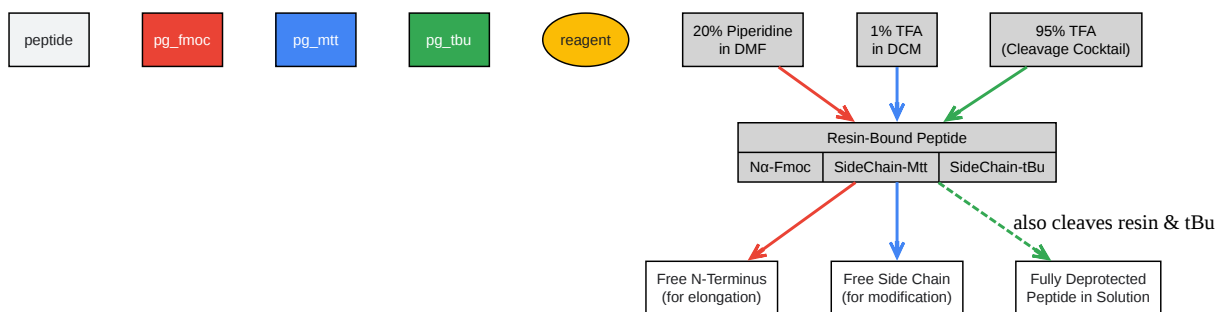 peptide
pg_fmoc
pg_mtt
pg_tbu
reagent
20% Piperidine
in DMF
1% TFA
in DCM
95% TFA
(Cleavage Cocktail)
Resin-Bound Peptide
Nα-Fmoc
SideChain-Mtt
SideChain-tBu
also cleaves resin & tBu
Free N-Terminus
(for elongation)
Free Side Chain
(for modification)
Fully Deprotected
Peptide in Solution